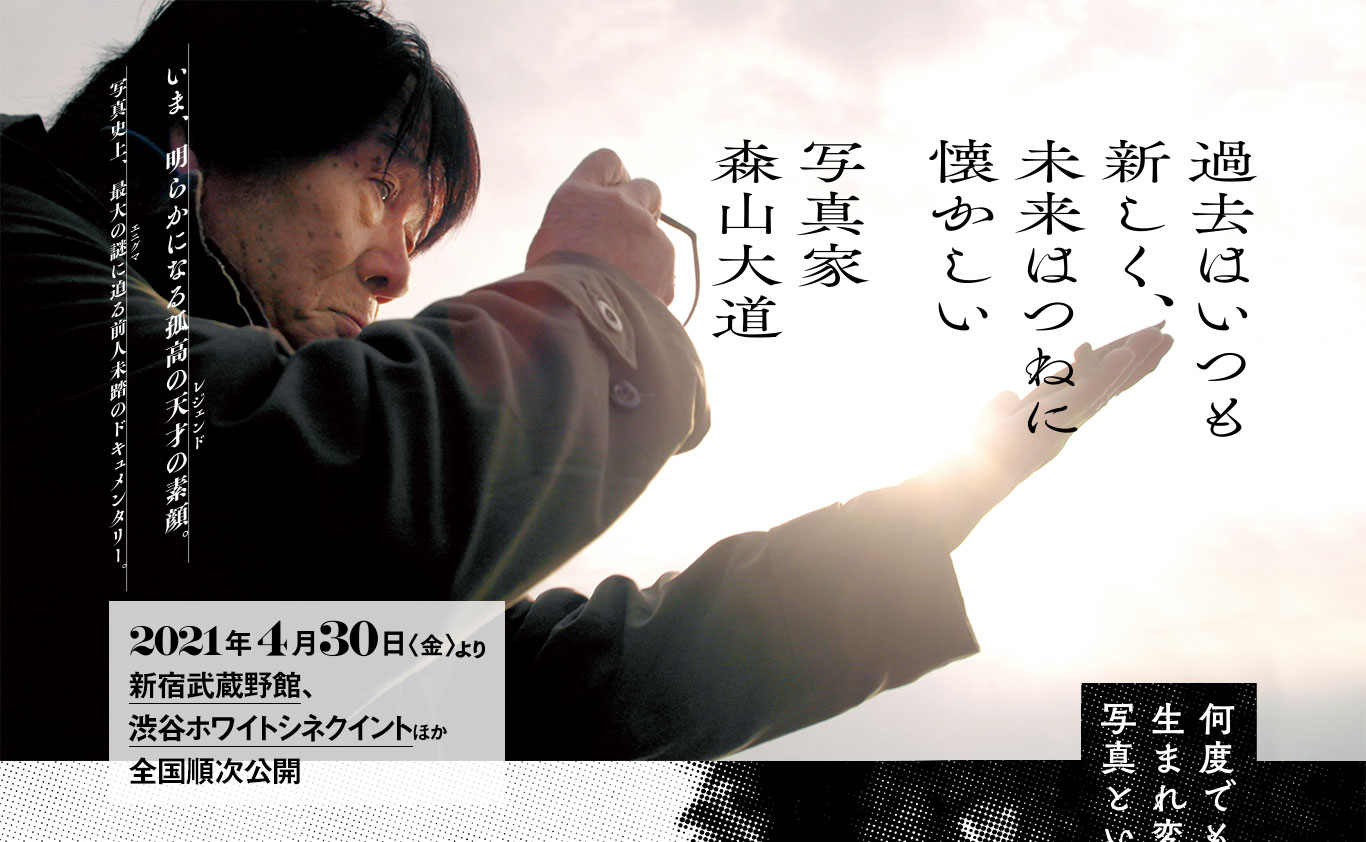 過去はいつも
新しく、
未来はつねに
懐かしい
写真家
森山大道
いま、明らかになる孤高の天才の素顔。
レジェンド
写真史上、最大の謎に迫る前人未踏のドキュメンタリー。
エニグマ
2021年4月30日〈金〉より
新宿武蔵野館、
渋谷ホワイトシネクイントほか
全国順次公開
何度でも
生まれ変
写真とい